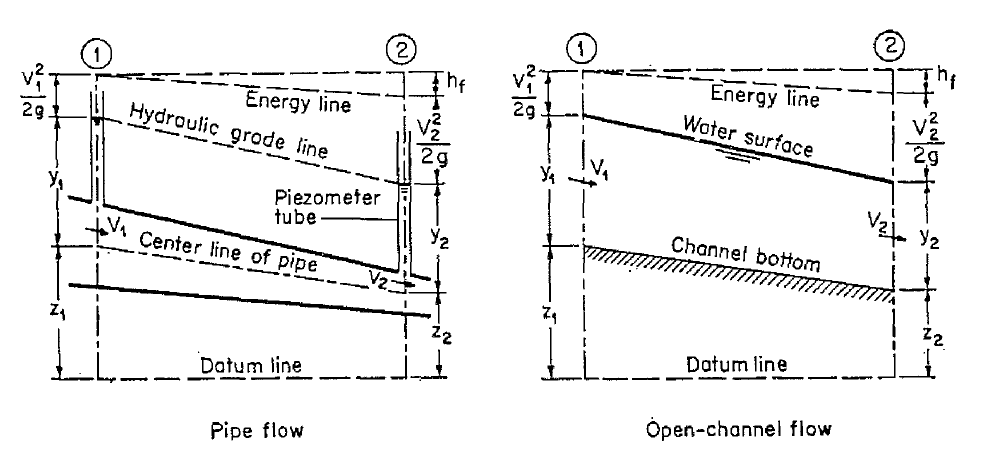 1
2
V₁²
2g
Energy line
h_f
Hydraulic grade line
V₂²
2g
y₁
Piezometer
tube
y₂
V₁
Center line of pipe
V₂
z₁
z₂
Datum line
Pipe flow
1
2
V₁²
2g
Energy line
h_f
Water surface
V₂²
2g
y₁
V₁
V₂
y₂
Channel bottom
z₁
z₂
Datum line
Open-channel flow